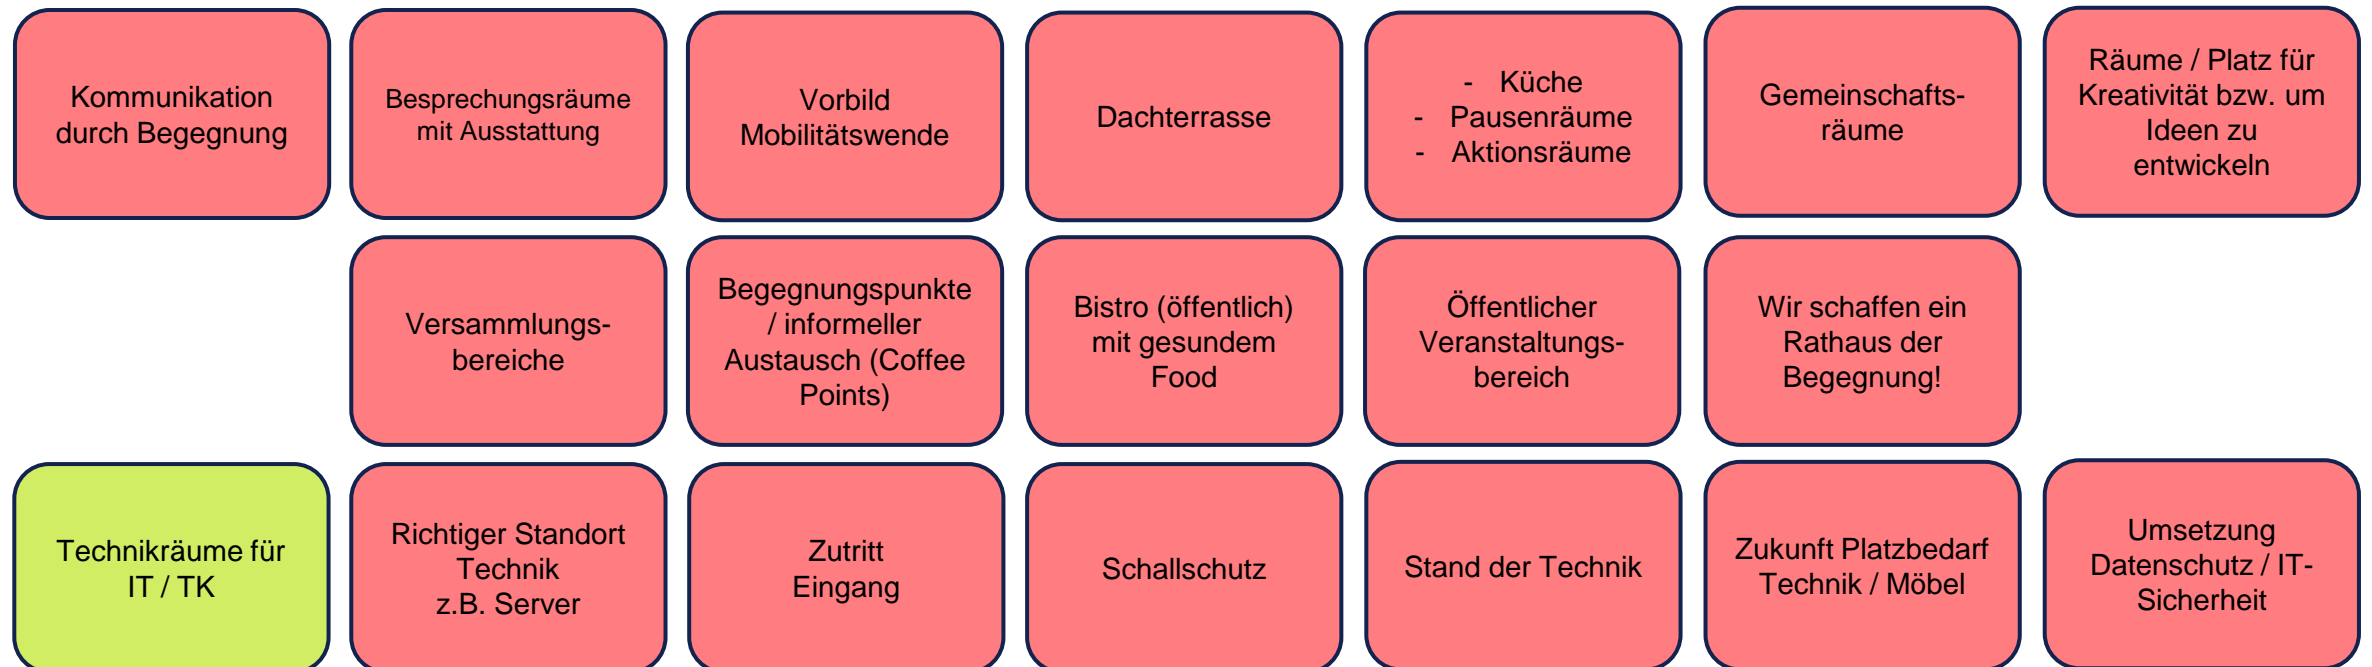 Kommunikation
durch Begegnung
Besprechungsräume
mit Ausstattung
Vorbild
Mobilitätswende
Dachterrasse
- Küche
- Pausenräume
- Aktionsräume
Gemeinschafts-
räume
Räume / Platz für
Kreativität bzw. um
Ideen zu
entwickeln
Versammlungs-
bereiche
Begegnungspunkte
/ informeller
Austausch (Coffee
Points)
Bistro (öffentlich)
mit gesundem
Food
Öffentlicher
Veranstaltungs-
bereich
Wir schaffen ein
Rathaus der
Begegnung!
Technikräume für
IT / TK
Richtiger Standort
Technik
z.B. Server
Zutritt
Eingang
Schallschutz
Stand der Technik
Zukunft Platzbedarf
Technik / Möbel
Umsetzung
Datenschutz / IT-
Sicherheit